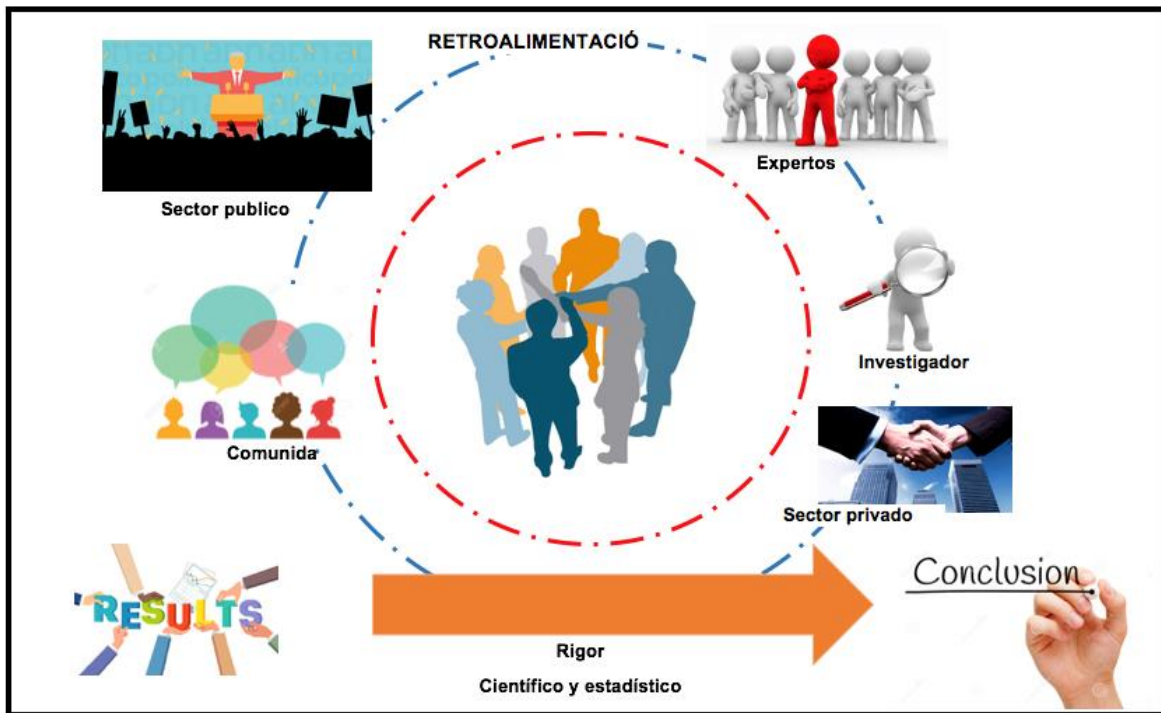 RETROALIMENTACIÓ
Expertos
Sector publico
Investigador
Comunida
Sector privado
RESULTS
Conclusion
Rigor
Científico y estadístico